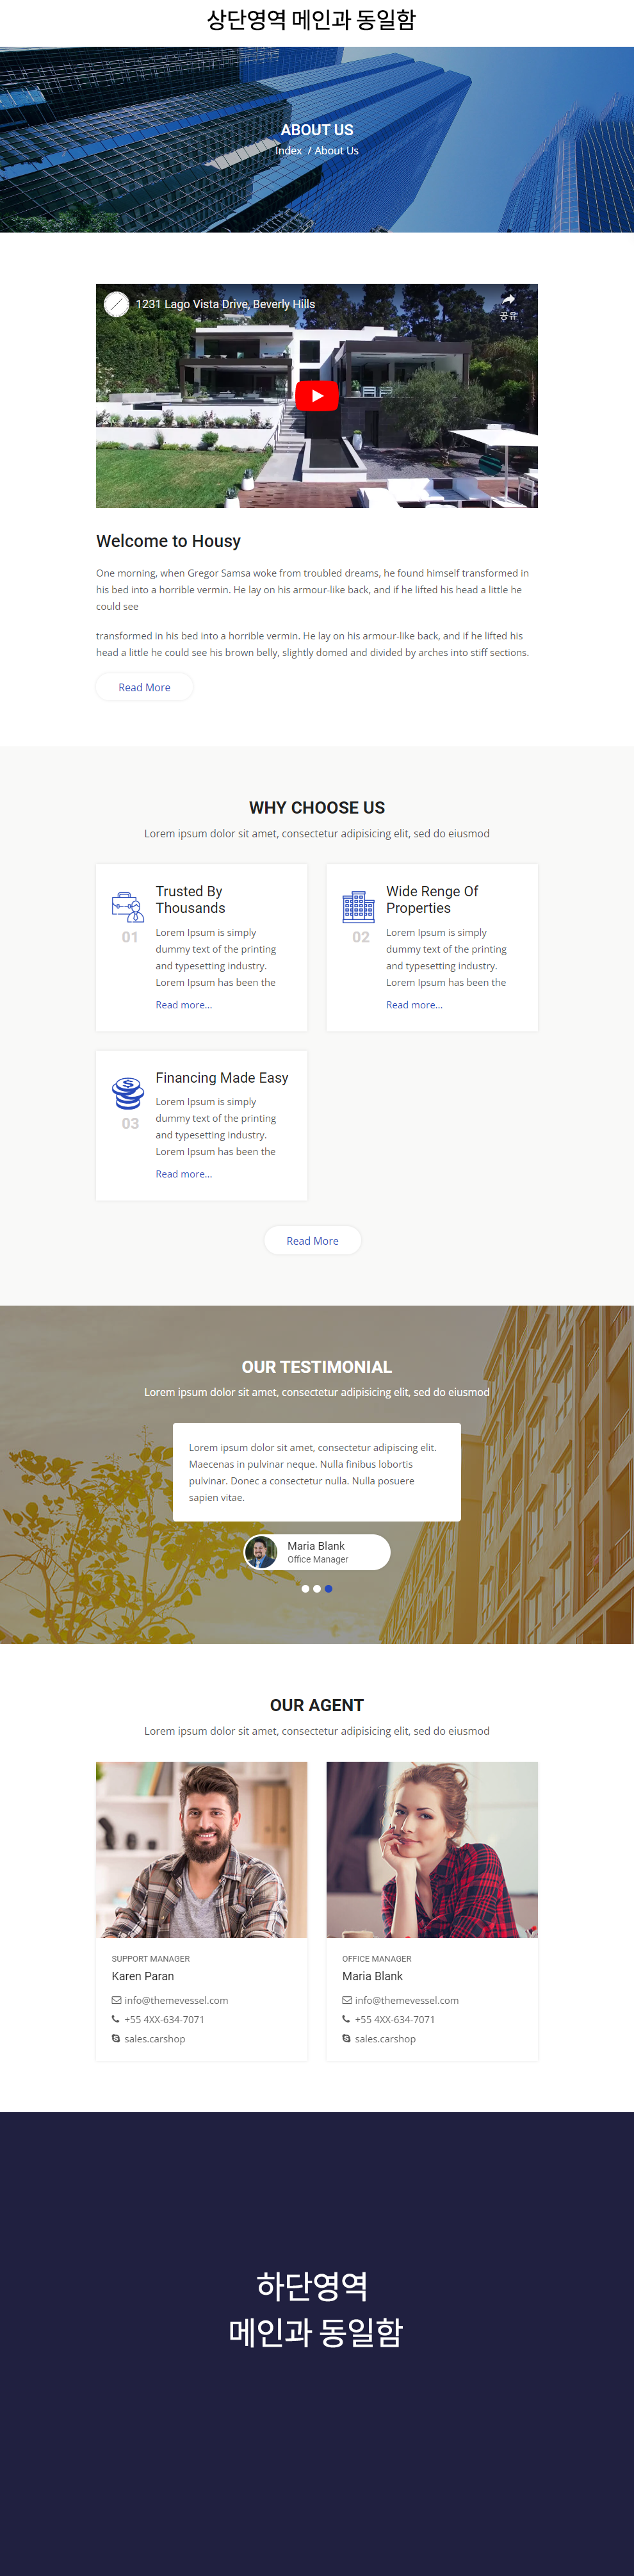 상단영역 메인과 동일함
ABOUT US
Index / About Us
1231 Lago Vista Drive, Beverly Hills
공유
Welcome to Housy
One morning, when Gregor Samsa woke from troubled dreams, he found himself transformed in
his bed into a horrible vermin. He lay on his armour-like back, and if he lifted his head a little he
could see
transformed in his bed into a horrible vermin. He lay on his armour-like back, and if he lifted his
head a little he could see his brown belly, slightly domed and divided by arches into stiff sections.
Read More
WHY CHOOSE US
Lorem ipsum dolor sit amet, consectetur adipisicing elit, sed do eiusmod
01
Trusted By
Thousands
Lorem Ipsum is simply
dummy text of the printing
and typesetting industry.
Lorem Ipsum has been the
Read more...
02
Wide Renge Of
Properties
Lorem Ipsum is simply
dummy text of the printing
and typesetting industry.
Lorem Ipsum has been the
Read more...
03
Financing Made Easy
Lorem Ipsum is simply
dummy text of the printing
and typesetting industry.
Lorem Ipsum has been the
Read more...
Read More
OUR TESTIMONIAL
Lorem ipsum dolor sit amet, consectetur adipisicing elit, sed do eiusmod
Lorem ipsum dolor sit amet, consectetur adipiscing elit.
Maecenas in pulvinar neque. Nulla finibus lobortis
pulvinar. Donec a consectetur nulla. Nulla posuere
sapien vitae.
Maria Blank
Office Manager
OUR AGENT
Lorem ipsum dolor sit amet, consectetur adipisicing elit, sed do eiusmod
SUPPORT MANAGER
Karen Paran
info@themevessel.com
+55 4XX-634-7071
sales.carshop
OFFICE MANAGER
Maria Blank
info@themevessel.com
+55 4XX-634-7071
sales.carshop
하단영역
메인과 동일함